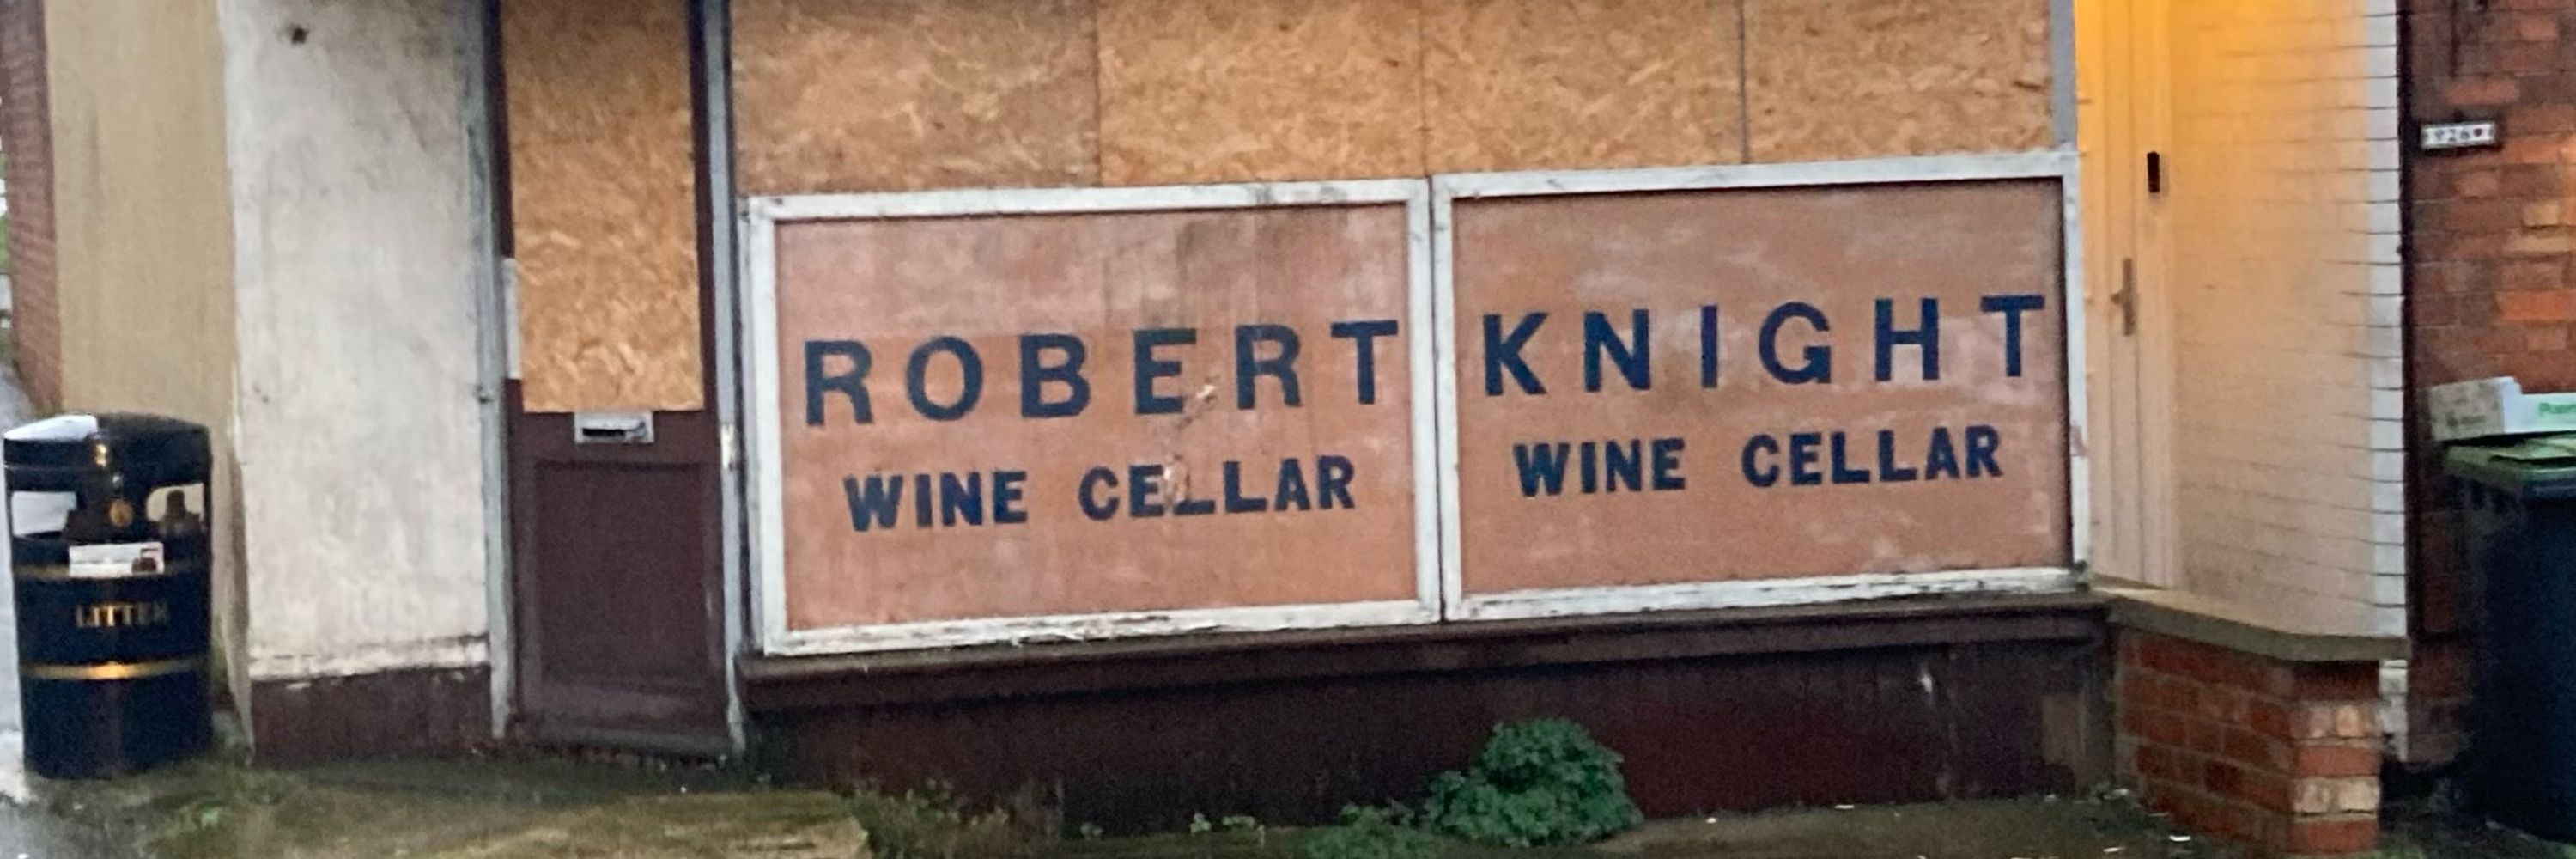 ROBERT KNIGHT
WINE CELLAR WINE CELLAR
LITTER